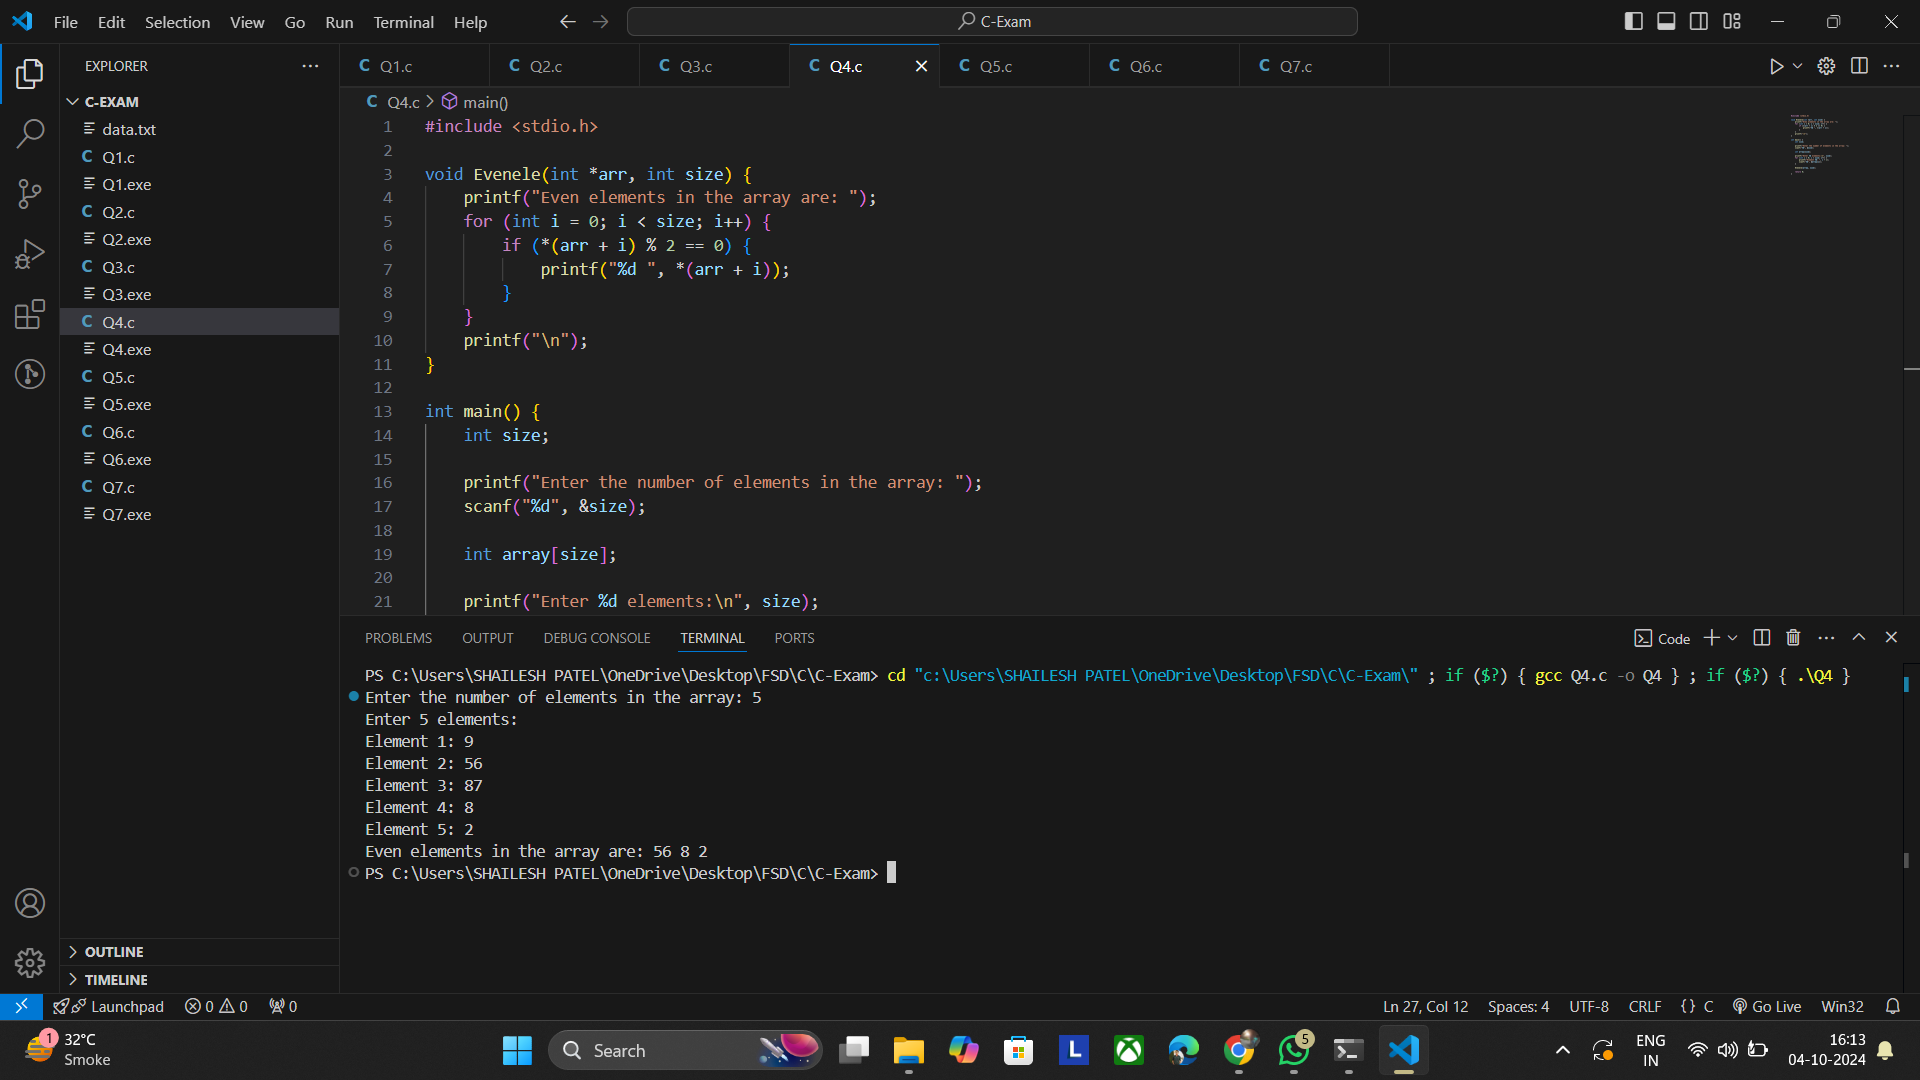 File Edit Selection View Go Run Terminal Help
C-Exam
EXPLORER
C-EXAM
data.txt
C Q1.c
Q1.exe
C Q2.c
Q2.exe
C Q3.c
Q3.exe
C Q4.c
Q4.exe
C Q5.c
Q5.exe
C Q6.c
Q6.exe
C Q7.c
Q7.exe
OUTLINE
TIMELINE
C Q1.c C Q2.c C Q3.c C Q4.c C Q5.c C Q6.c C Q7.c
C Q4.c > main()
1 #include <stdio.h>
2
3 void Evenele(int *arr, int size) {
4 printf("Even elements in the array are: ");
5 for (int i = 0; i < size; i++) {
6 if (*(arr + i) % 2 == 0) {
7 printf("%d ", *(arr + i));
8 }
9 }
10 printf("\n");
11 }
12
13 int main() {
14 int size;
15
16 printf("Enter the number of elements in the array: ");
17 scanf("%d", &size);
18
19 int array[size];
20
21 printf("Enter %d elements:\n", size);
PROBLEMS OUTPUT DEBUG CONSOLE TERMINAL PORTS
Code
PS C:\Users\SHAILESH PATEL\OneDrive\Desktop\FSD\C\C-Exam> cd "c:\Users\SHAILESH PATEL\OneDrive\Desktop\FSD\C\C-Exam\" ; if ($?) { gcc Q4.c -o Q4 } ; if ($?) { .\Q4 }
Enter the number of elements in the array: 5
Enter 5 elements:
Element 1: 9
Element 2: 56
Element 3: 87
Element 4: 8
Element 5: 2
Even elements in the array are: 56 8 2
PS C:\Users\SHAILESH PATEL\OneDrive\Desktop\FSD\C\C-Exam>
Launchpad 0 0 0
Ln 27, Col 12 Spaces: 4 UTF-8 CRLF {} C Go Live Win32
1
32°C
Smoke
Search
L
5
ENG
IN
16:13
04-10-2024